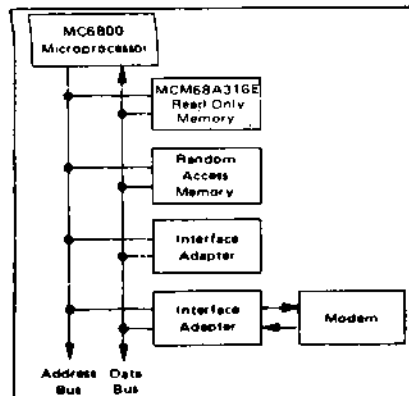 MC6800
Microprocessor
MCM68A316E
Read Only
Memory
Random
Access
Memory
Interface
Adapter
Interface
Adapter
Modem
Address
Bus
Data
Bus